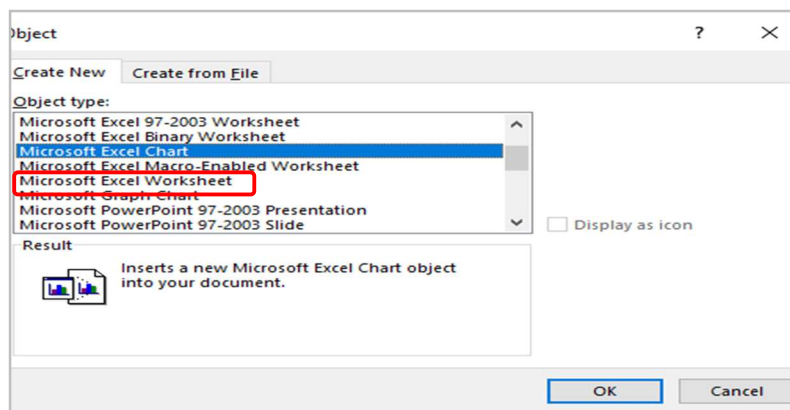 bject
?
Create New
Create from File
Object type:
Microsoft Excel 97-2003 Worksheet
Microsoft Excel Binary Worksheet
Microsoft Excel Chart
Microsoft Excel Macro-Enabled Worksheet
Microsoft Excel Worksheet
Microsoft Graph Chart
Microsoft PowerPoint 97-2003 Presentation
Microsoft PowerPoint 97-2003 Slide
Display as icon
Result
Inserts a new Microsoft Excel Chart object
into your document.
OK
Cancel